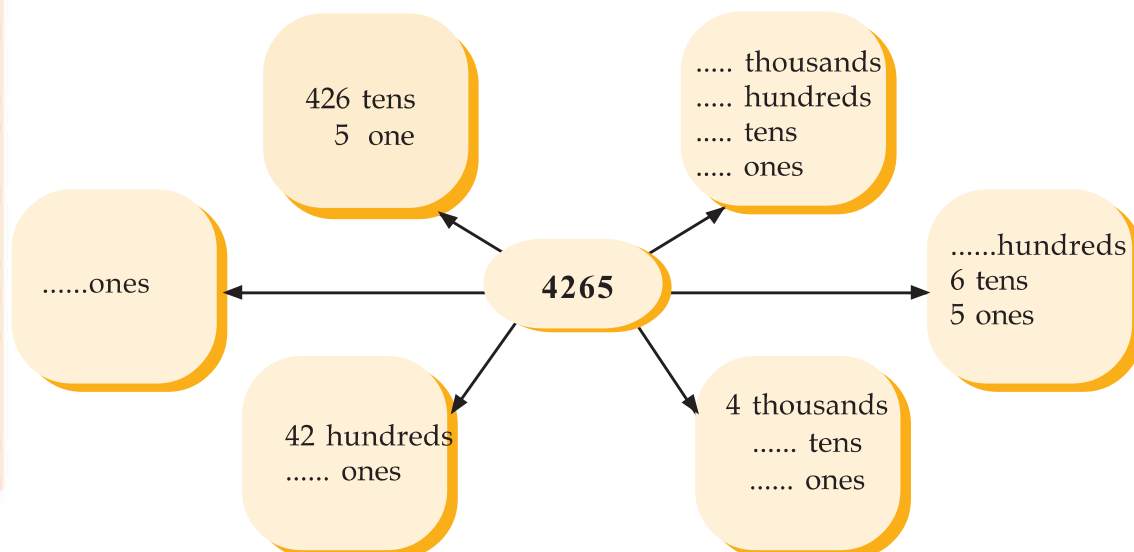 426 tens
5 one
..... thousands
..... hundreds
..... tens
..... ones
......ones
4265
......hundreds
6 tens
5 ones
42 hundreds
...... ones
4 thousands
...... tens
...... ones